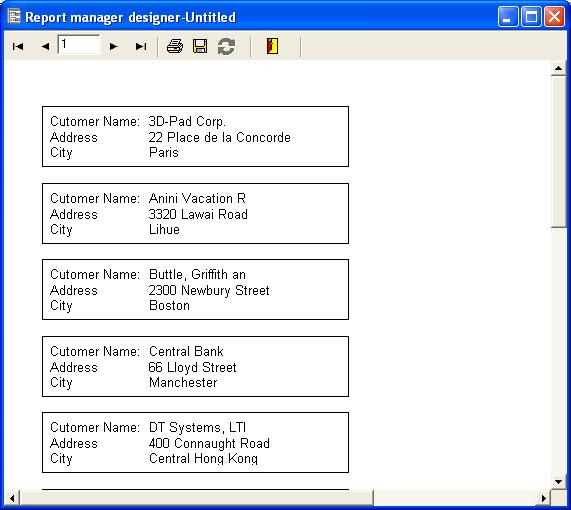 Report manager designer-Untitled
1
Cutomer Name: 3D-Pad Corp.
Address 22 Place de la Concorde
City Paris
Cutomer Name: Anini Vacation R
Address 3320 Lawai Road
City Lihue
Cutomer Name: Buttle, Griffith an
Address 2300 Newbury Street
City Boston
Cutomer Name: Central Bank
Address 66 Lloyd Street
City Manchester
Cutomer Name: DT Systems, LTI
Address 400 Connaught Road
City Central Hong Kong